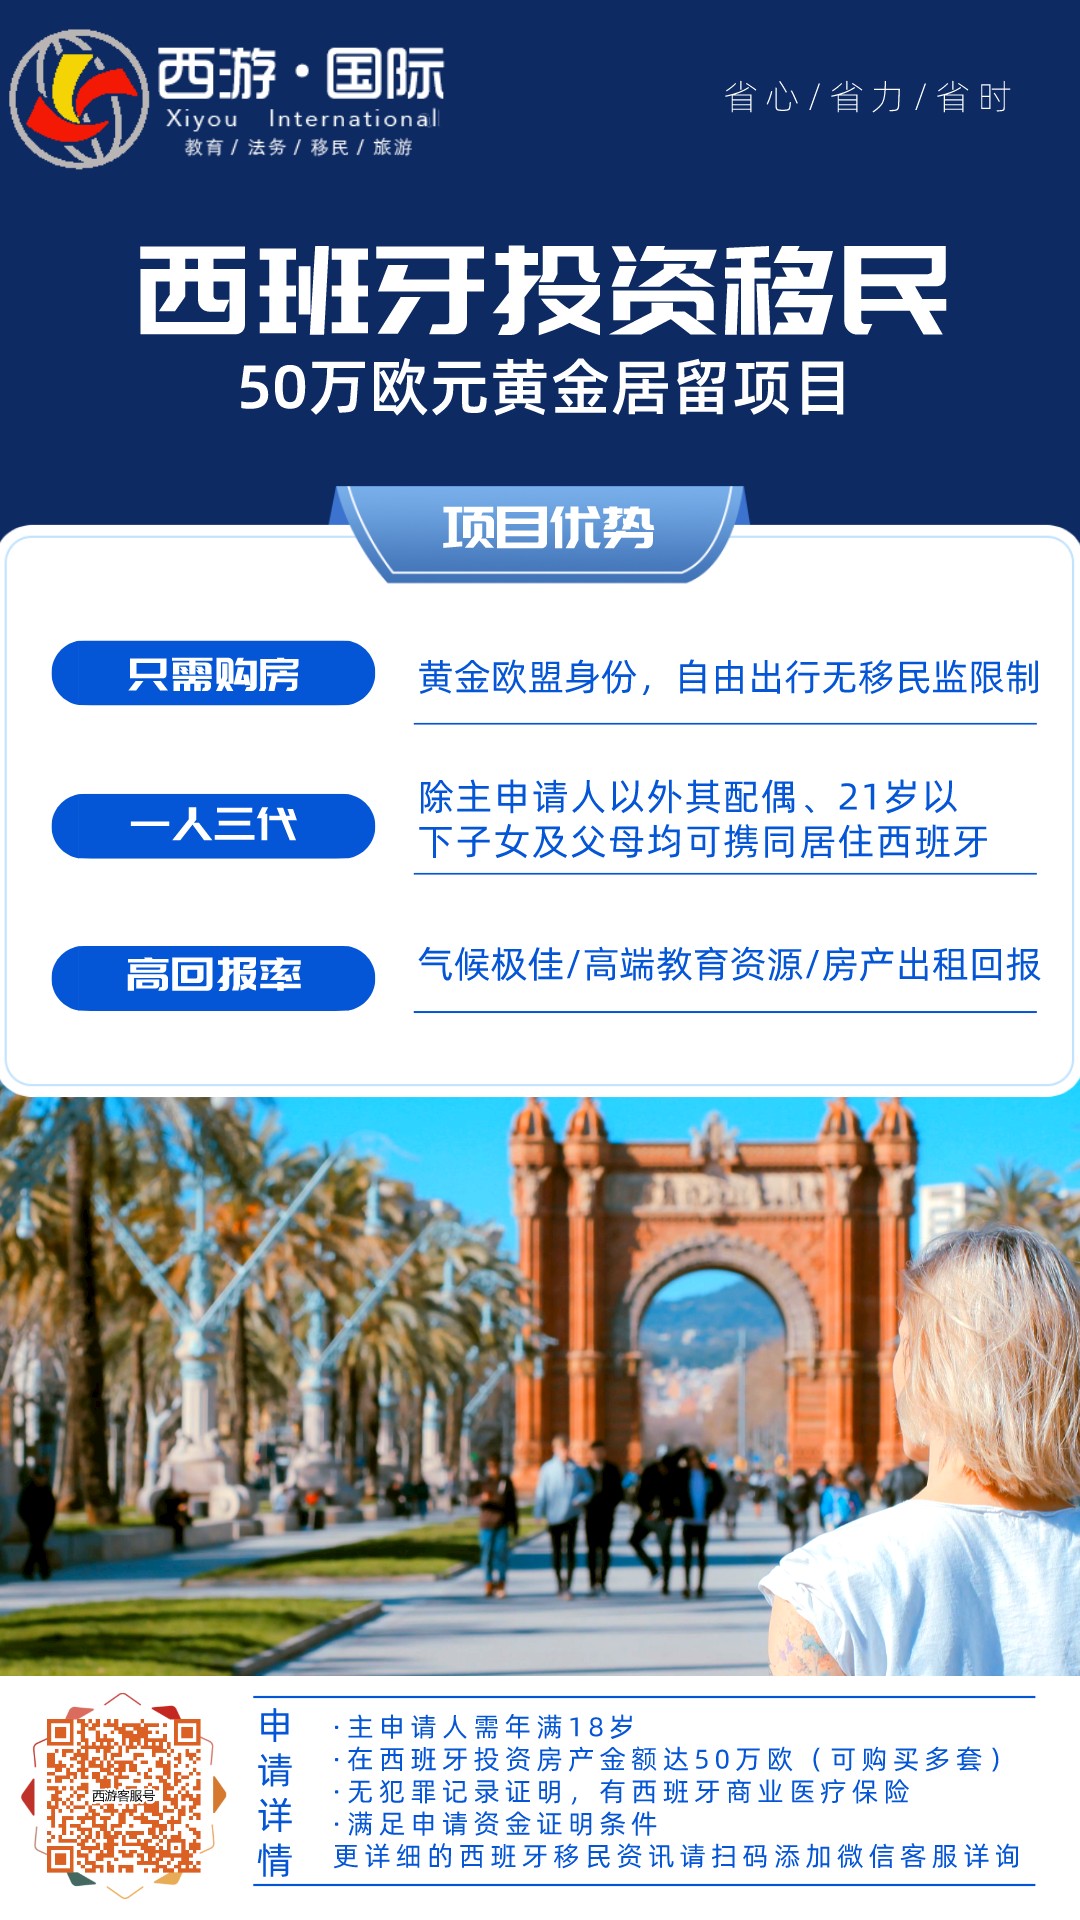 西游·国际
Xiyou International
教育/法务/移民/旅游
省心/省力/省时
西班牙投资移民
50万欧元黄金居留项目
项目优势
只需购房
黄金欧盟身份，自由出行无移民监限制
一人三代
除主申请人以外其配偶、21岁以
下子女及父母均可携同居住西班牙
高回报率
气候极佳/高端教育资源/房产出租回报
西游客服号
申请详情
·主申请人需年满18岁
·在西班牙投资房产金额达50万欧（可购买多套）
·无犯罪记录证明，有西班牙商业医疗保险
·满足申请资金证明条件
更详细的西班牙移民资讯请扫码添加微信客服详询